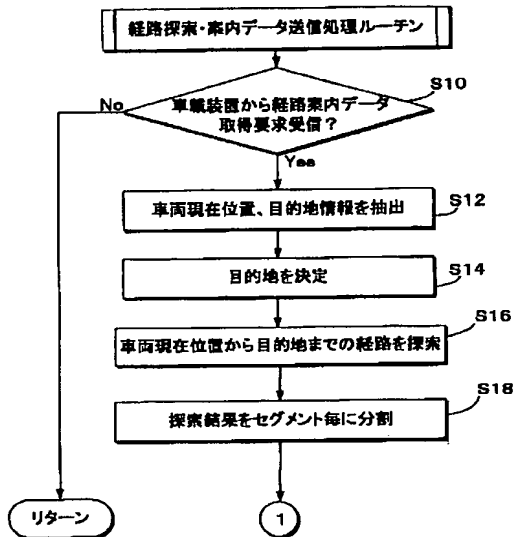 経路探索・案内データ送信処理ルーチン
S10
No
車載装置から経路案内データ
取得要求受信？
Yes
車両現在位置、目的地情報を抽出
S12
目的地を決定
S14
S16
車両現在位置から目的地までの経路を探索
S18
探索結果をセグメント毎に分割
リターン
1